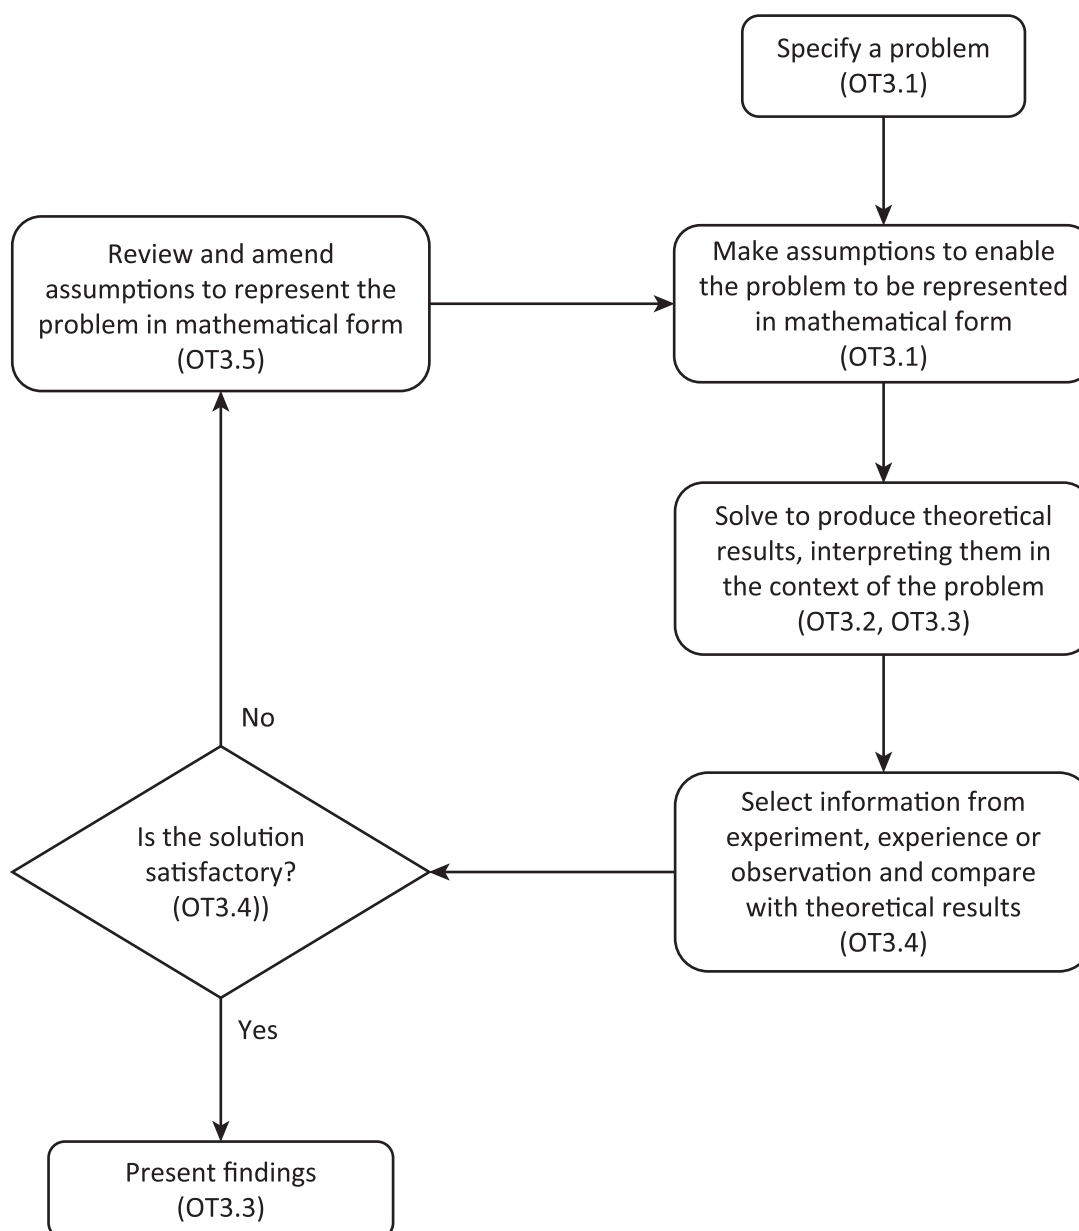 Specify a problem
(OT3.1)
Make assumptions to enable
the problem to be represented
in mathematical form
(OT3.1)
Solve to produce theoretical
results, interpreting them in
the context of the problem
(OT3.2, OT3.3)
Select information from
experiment, experience or
observation and compare
with theoretical results
(OT3.4)
Is the solution
satisfactory?
(OT3.4))
No
Review and amend
assumptions to represent the
problem in mathematical form
(OT3.5)
Yes
Present findings
(OT3.3)